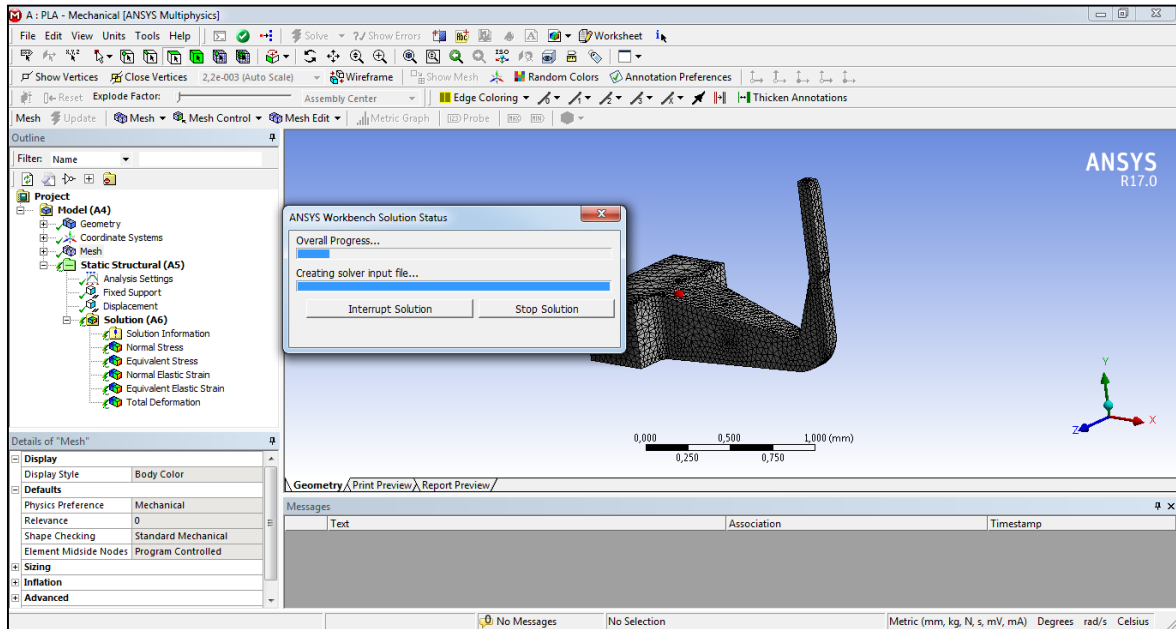 A : PLA - Mechanical [ANSYS Multiphysics]
File Edit View Units Tools Help Solve ?/ Show Errors Worksheet
Show Vertices Close Vertices 2,2e-003 (Auto Scale) Wireframe Show Mesh Random Colors Annotation Preferences
Reset Explode Factor: Assembly Center Edge Coloring Thicken Annotations
Mesh Update Mesh Mesh Control Mesh Edit Metric Graph Probe
Outline
Filter: Name
Project
Model (A4)
Geometry
Coordinate Systems
Mesh
Static Structural (A5)
Analysis Settings
Fixed Support
Displacement
Solution (A6)
Solution Information
Normal Stress
Equivalent Stress
Normal Elastic Strain
Equivalent Elastic Strain
Total Deformation
ANSYS
R17.0
ANSYS Workbench Solution Status
Overall Progress...
Creating solver input file...
Interrupt Solution Stop Solution
Y
X
Z
0,000 0,500 1,000 (mm)
0,250 0,750
Geometry Print Preview Report Preview
Details of "Mesh"
Display
Display Style Body Color
Defaults
Physics Preference Mechanical
Relevance 0
Shape Checking Standard Mechanical
Element Midside Nodes Program Controlled
Sizing
Inflation
Advanced
Messages
Text Association Timestamp
0 No Messages No Selection Metric (mm, kg, N, s, mV, mA) Degrees rad/s Celsius